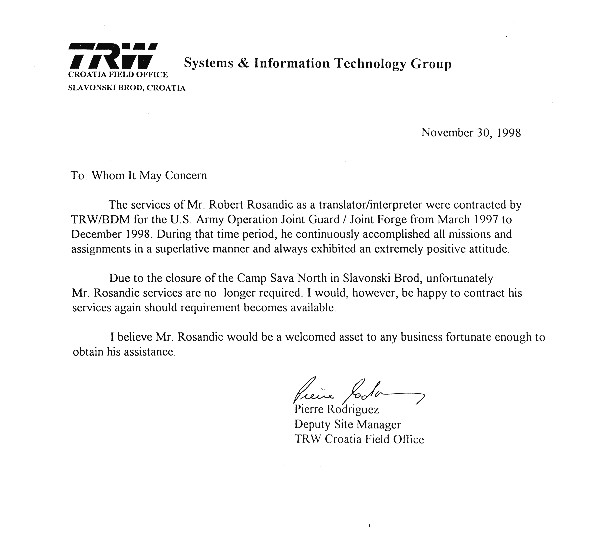 TRW
Systems & Information Technology Group
CROATIA FIELD OFFICE
SLAVONSKI BROD, CROATIA
November 30, 1998
To Whom It May Concern
The services of Mr. Robert Rosandic as a translator/interpreter were contracted by
TRW/BDM for the U.S. Army Operation Joint Guard / Joint Forge from March 1997 to
December 1998. During that time period, he continuously accomplished all missions and
assignments in a superlative manner and always exhibited an extremely positive attitude.
Due to the closure of the Camp Sava North in Slavonski Brod, unfortunately
Mr. Rosandic services are no longer required. I would, however, be happy to contract his
services again should requirement becomes available
I believe Mr. Rosandic would be a welcomed asset to any business fortunate enough to
obtain his assistance.
Pierre Rodriguez
Deputy Site Manager
TRW Croatia Field Office